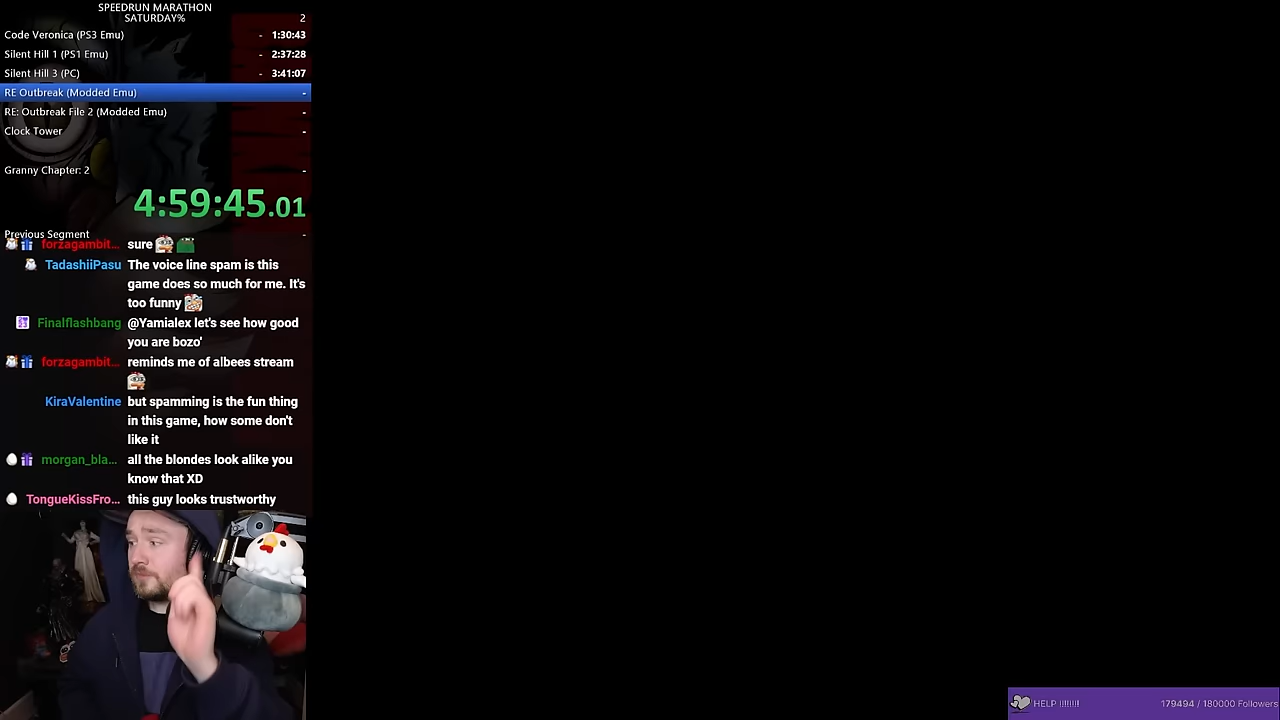 SPEEDRUN MARATHON
SATURDAY% 2
Code Veronica (PS3 Emu) - 1:30:43
Silent Hill 1 (PS1 Emu) - 2:37:28
Silent Hill 3 (PC) - 3:41:07
RE Outbreak (Modded Emu) -
RE: Outbreak File 2 (Modded Emu) -
Clock Tower -
Granny Chapter: 2 -
4:59:45.01
Previous Segment -
forzagambit... sure
TadashiiPasu The voice line spam is this
game does so much for me. It's
too funny
Finalflashbang @Yamialex let's see how good
you are bozo'
forzagambit... reminds me of albees stream
KiraValentine but spamming is the fun thing
in this game, how some don't
like it
morgan_bla... all the blondes look alike you
know that XD
TongueKissFro... this guy looks trustworthy
HELP !!!!!!! 179494 / 180000 Followers